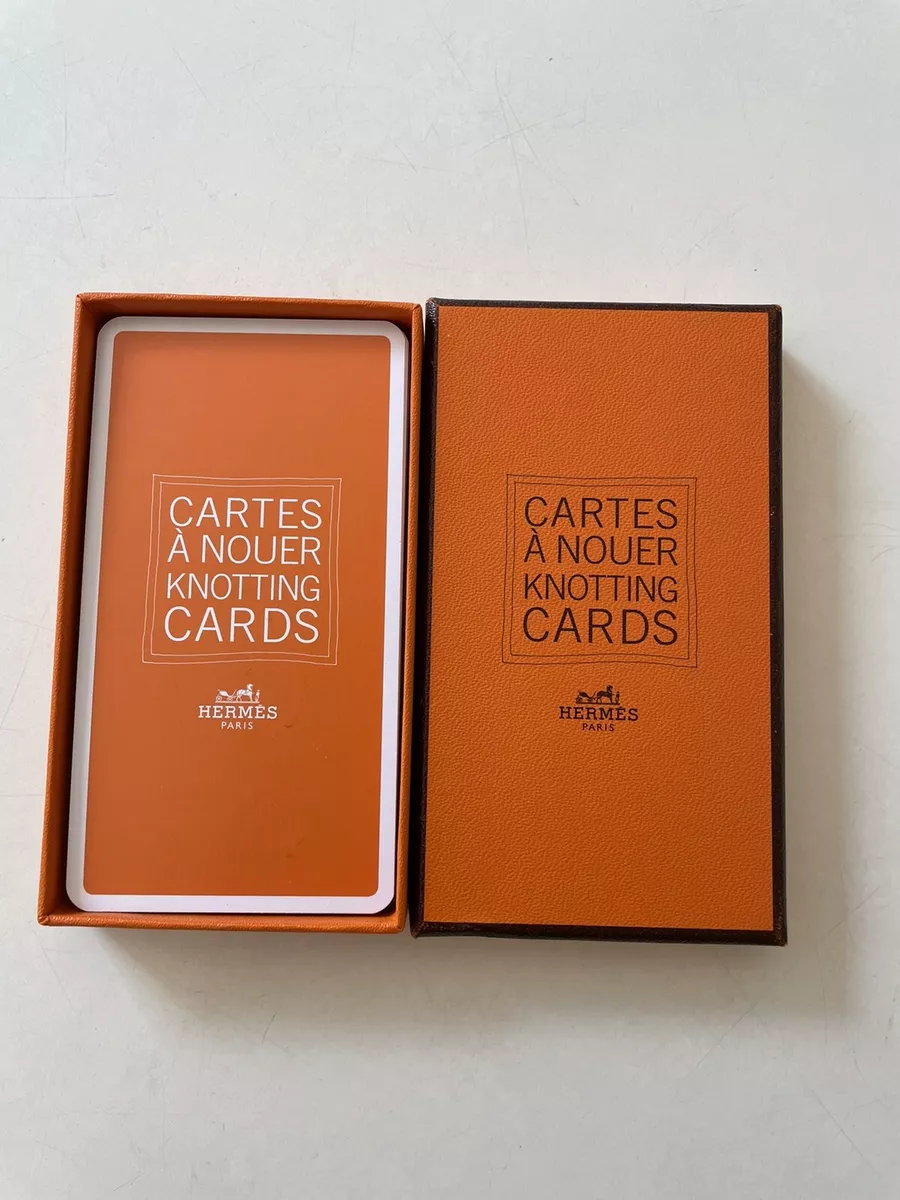 CARTES
À NOUER
KNOTTING
CARDS
HERMÈS
PARIS
CARTES
À NOUER
KNOTTING
CARDS
HERMÈS
PARIS